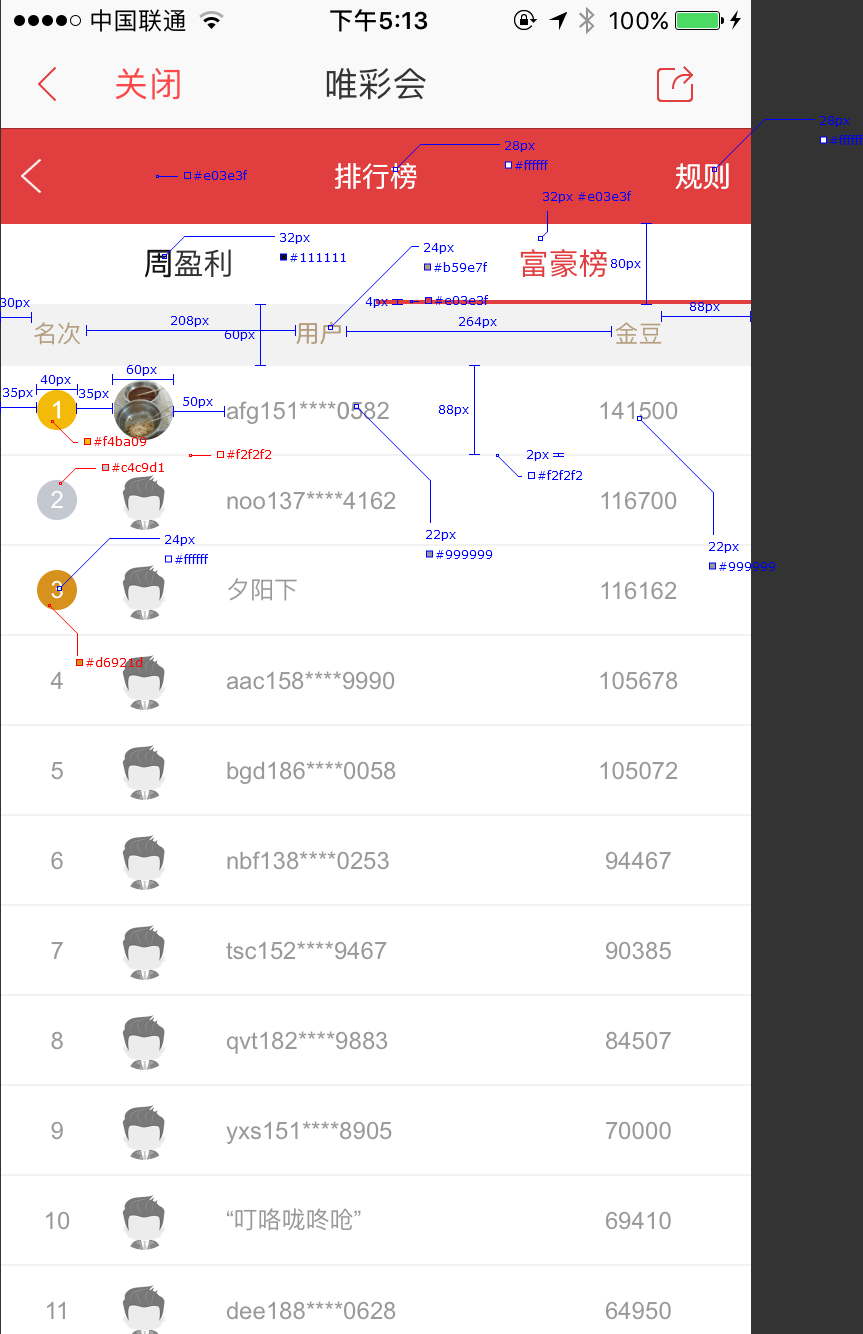 中国联通 下午5:13 100%
关闭 唯彩会
28px
#ffffff
#e03e3f 排行榜 28px #ffffff 规则
32px #e03e3f
周盈利 32px #111111 24px #b59e7f 富豪榜 80px
4px #e03e3f
30px 88px
名次 208px 60px 用户 264px 金豆
35px 40px 35px 60px 50px
1 afg151****0582 88px 141500
#f4ba09
#f2f2f2 2px #f2f2f2
#c4c9d1
2 noo137****4162 116700
24px #ffffff 22px #999999 22px #999999
3 夕阳下 116162
#d6921d
4 aac158****9990 105678
5 bgd186****0058 105072
6 nbf138****0253 94467
7 tsc152****9467 90385
8 qvt182****9883 84507
9 yxs151****8905 70000
10 “叮咯咙咚呛” 69410
11 dee188****0628 64950